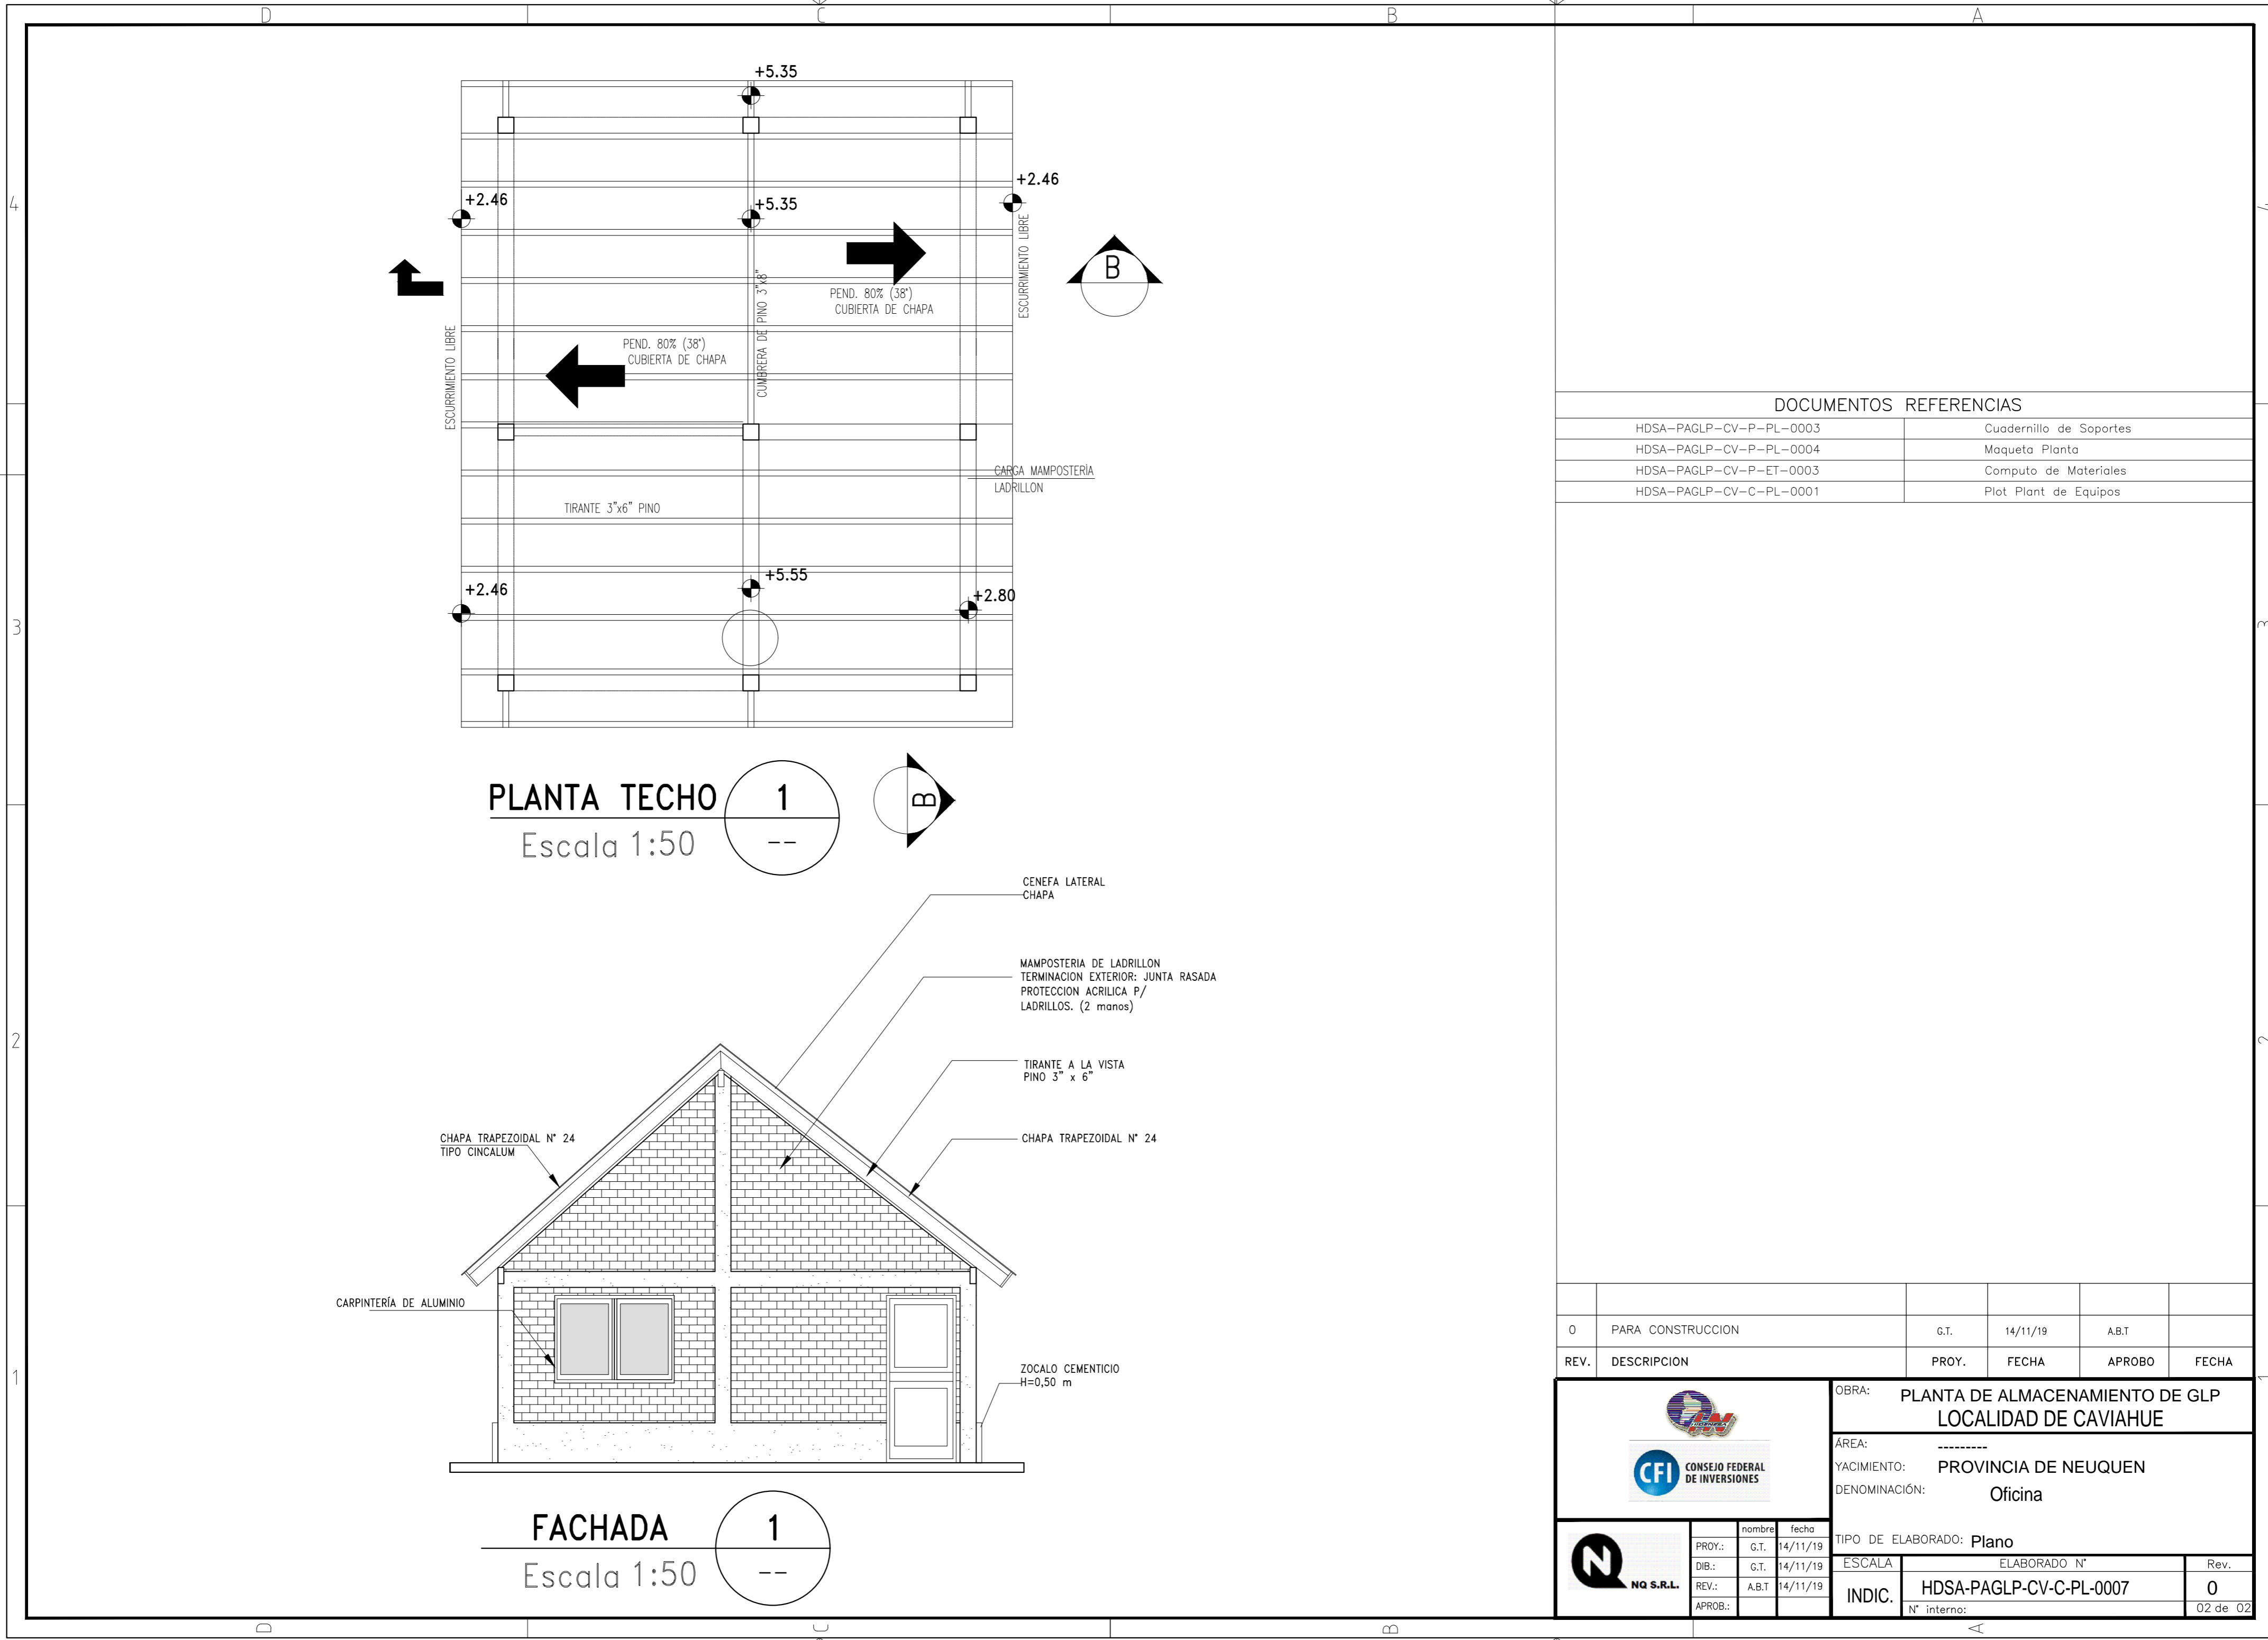 D
C
B
A
4
3
2
1
+5.35
+2.46
+2.46
+5.35
B
ESCURRIMIENTO LIBRE
ESCURRIMIENTO LIBRE
CUMBRERA DE PINO 3"x8"
PEND. 80% (38°)
CUBIERTA DE CHAPA
PEND. 80% (38°)
CUBIERTA DE CHAPA
CARGA MAMPOSTERÌA
LADRILLON
TIRANTE 3"x6" PINO
+2.46
+5.55
+2.80
PLANTA TECHO
1
--
Escala 1:50
B
CENEFA LATERAL
CHAPA
MAMPOSTERIA DE LADRILLON
TERMINACION EXTERIOR: JUNTA RASADA
PROTECCION ACRILICA P/
LADRILLOS. (2 manos)
TIRANTE A LA VISTA
PINO 3" x 6"
CHAPA TRAPEZOIDAL N° 24
TIPO CINCALUM
CHAPA TRAPEZOIDAL N° 24
CARPINTERÍA DE ALUMINIO
ZOCALO CEMENTICIO
H=0,50 m
FACHADA
1
--
Escala 1:50
DOCUMENTOS REFERENCIAS
HDSA-PAGLP-CV-P-PL-0003 Cuadernillo de Soportes
HDSA-PAGLP-CV-P-PL-0004 Maqueta Planta
HDSA-PAGLP-CV-P-ET-0003 Computo de Materiales
HDSA-PAGLP-CV-C-PL-0001 Plot Plant de Equipos
0 PARA CONSTRUCCION G.T. 14/11/19 A.B.T
REV. DESCRIPCION PROY. FECHA APROBO FECHA
CFI CONSEJO FEDERAL
DE INVERSIONES
OBRA: PLANTA DE ALMACENAMIENTO DE GLP
LOCALIDAD DE CAVIAHUE
ÁREA: ---------
YACIMIENTO: PROVINCIA DE NEUQUEN
DENOMINACIÓN: Oficina
TIPO DE ELABORADO: Plano
N NQ S.R.L.
nombre fecha
PROY.: G.T. 14/11/19
DIB.: G.T. 14/11/19
REV.: A.B.T 14/11/19
APROB.:
ESCALA ELABORADO N° Rev.
INDIC. HDSA-PAGLP-CV-C-PL-0007 0
N° interno: 02 de 02
D
C
B
A
4
3
2
1